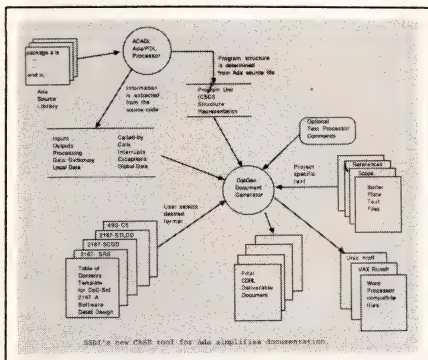 package a is
...
end a;
Ada
Source
Library
ACADL
Ada/PDL
Processor
Program structure
is determined
from Ada source file
Information
is extracted
from the
source code
Program Unit
(CSCI)
Structure
Representation
Inputs
Outputs
Processing
Data Dictionary
Local Data
Called-by
Calls
Interrupts
Exceptions
Global Data
Optional
Text Processor
Commands
DocGen
Document
Generator
Project
specific
text
References
Scope
Boiler
Plate
Text
Files
User selects
desired
format
490-CS
2167-STLDD
2167-SDDD
2167-SRS
Table of
Contents
Template
for DoD-Std
2167 A
Software
Detail Design
Final
CDRL
Deliverable
Document
Unix nroff
VAX Runoff
Word
Processor
compatible
files
SSDI's new CASE tool for Ada simplifies documentation.